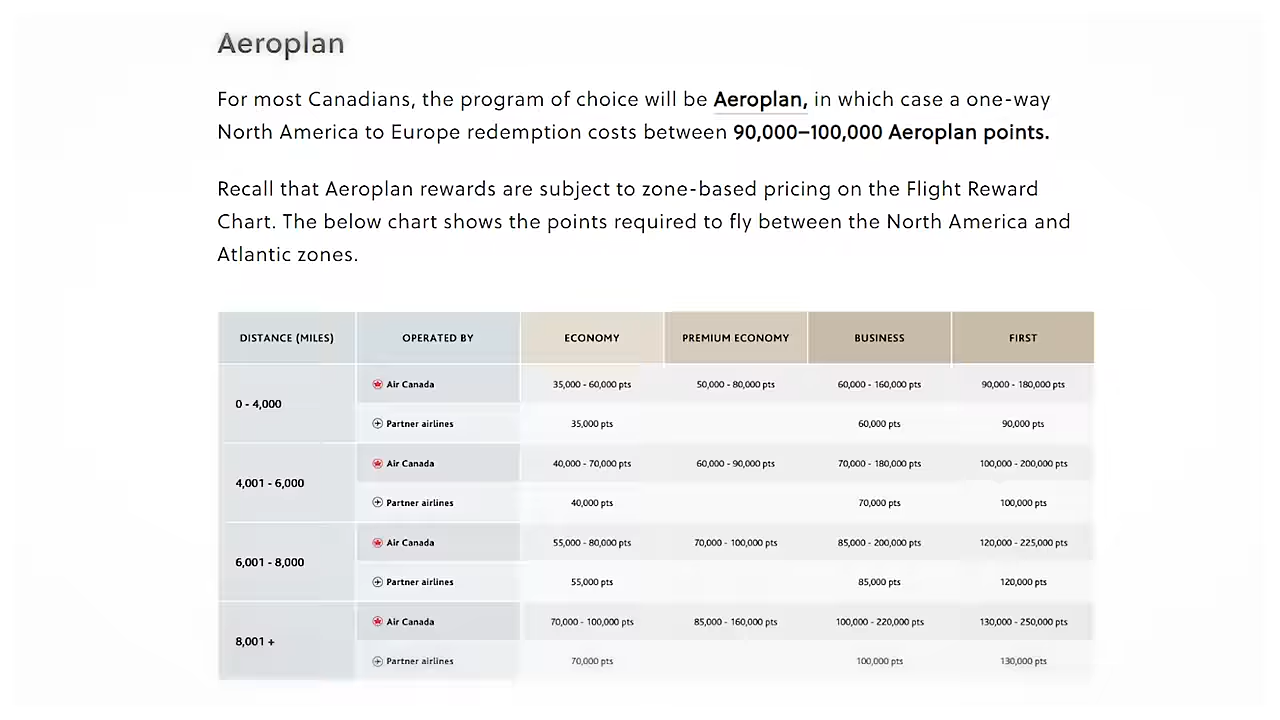 Aeroplan
For most Canadians, the program of choice will be Aeroplan, in which case a one-way
North America to Europe redemption costs between 90,000–100,000 Aeroplan points.
Recall that Aeroplan rewards are subject to zone-based pricing on the Flight Reward
Chart. The below chart shows the points required to fly between the North America and
Atlantic zones.
DISTANCE (MILES) OPERATED BY ECONOMY PREMIUM ECONOMY BUSINESS FIRST
0 - 4,000
Air Canada 35,000 - 60,000 pts 50,000 - 80,000 pts 60,000 - 160,000 pts 90,000 - 180,000 pts
Partner airlines 35,000 pts 60,000 pts 90,000 pts
4,001 - 6,000
Air Canada 40,000 - 70,000 pts 60,000 - 90,000 pts 70,000 - 180,000 pts 100,000 - 200,000 pts
Partner airlines 40,000 pts 70,000 pts 100,000 pts
6,001 - 8,000
Air Canada 55,000 - 80,000 pts 70,000 - 100,000 pts 85,000 - 200,000 pts 120,000 - 225,000 pts
Partner airlines 55,000 pts 85,000 pts 120,000 pts
8,001 +
Air Canada 70,000 - 100,000 pts 85,000 - 160,000 pts 100,000 - 220,000 pts 130,000 - 250,000 pts
Partner airlines 70,000 pts 100,000 pts 130,000 pts